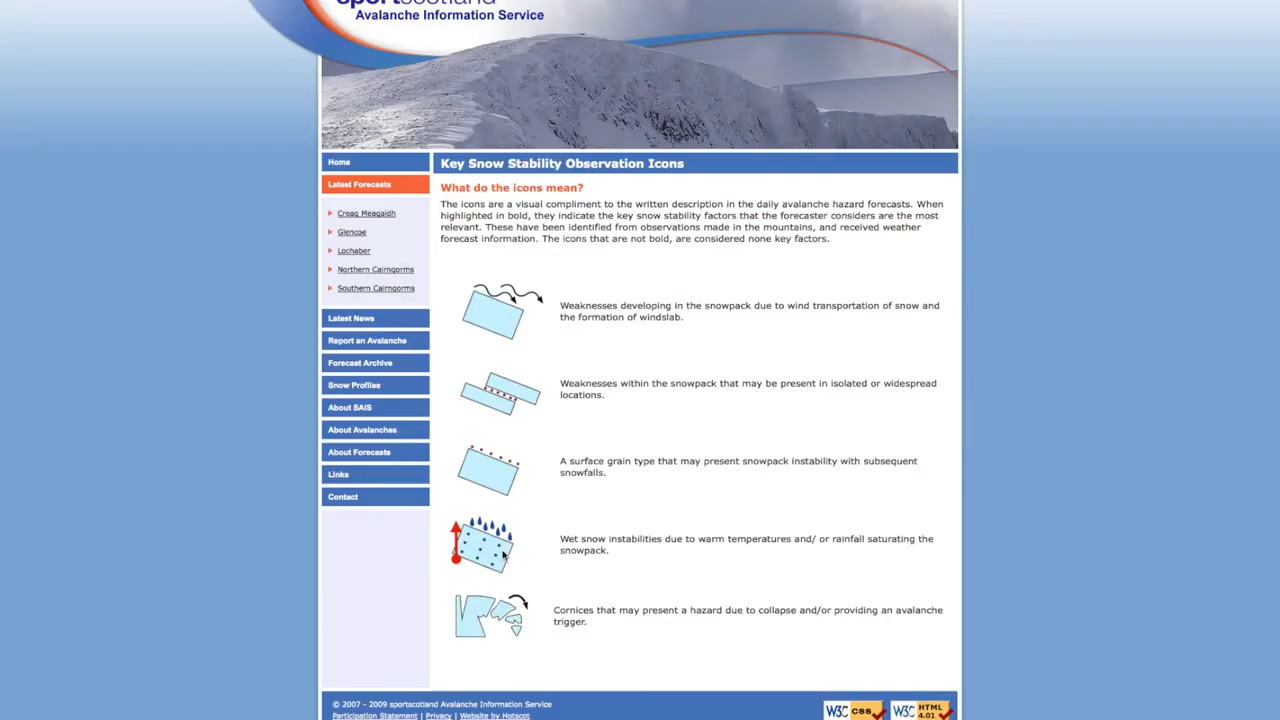 sportscotland
Avalanche Information Service
Home
Latest Forecasts
Creag Meagaidh
Glencoe
Lochaber
Northern Cairngorms
Southern Cairngorms
Latest News
Report an Avalanche
Forecast Archive
Snow Profiles
About SAIS
About Avalanches
About Forecasts
Links
Contact
Key Snow Stability Observation Icons
What do the icons mean?
The icons are a visual compliment to the written description in the daily avalanche hazard forecasts. When
highlighted in bold, they indicate the key snow stability factors that the forecaster considers are the most
relevant. These have been identified from observations made in the mountains, and received weather
forecast information. The icons that are not bold, are considered none key factors.
Weaknesses developing in the snowpack due to wind transportation of snow and
the formation of windslab.
Weaknesses within the snowpack that may be present in isolated or widespread
locations.
A surface grain type that may present snowpack instability with subsequent
snowfalls.
Wet snow instabilities due to warm temperatures and/ or rainfall saturating the
snowpack.
Cornices that may present a hazard due to collapse and/or providing an avalanche
trigger.
© 2007 - 2009 sportscotland Avalanche Information Service
Participation Statement | Privacy | Website by Hotscot
W3C CSS
W3C HTML 4.01